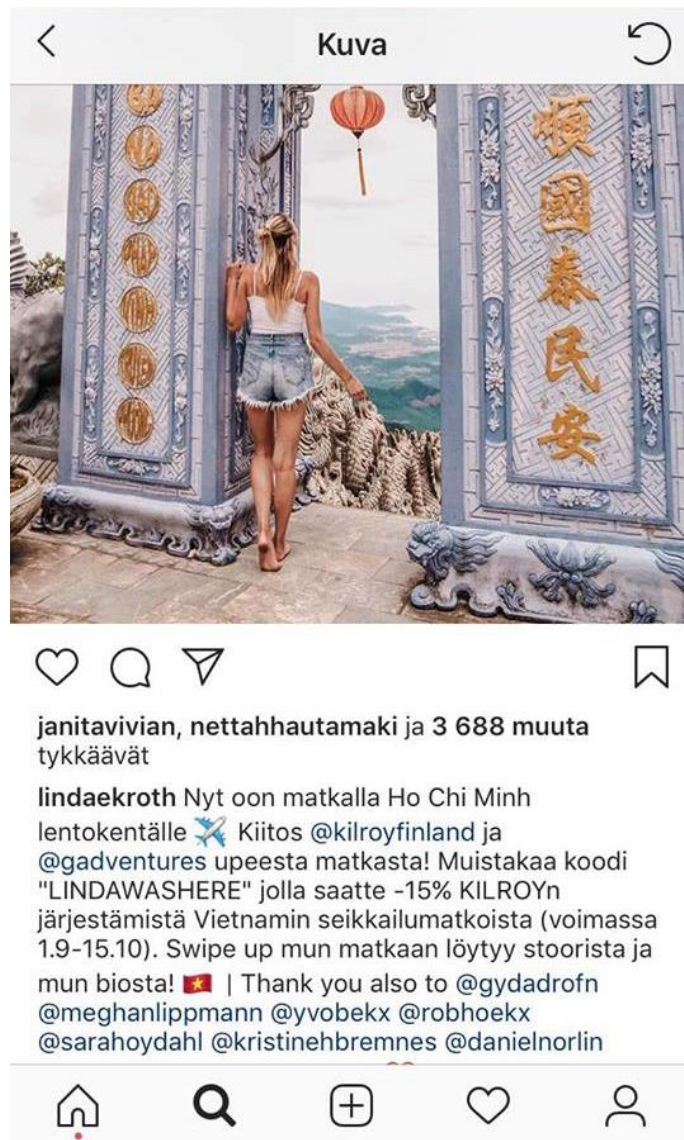 Kuva
順
國
泰
民
安
janitavivian, nettahhautamaki ja 3 688 muuta
tykkäävät
lindaekroth Nyt oon matkalla Ho Chi Minh
lentokentälle ✈️ Kiitos @kilroyfinland ja
@gadventures upeesta matkasta! Muistakaa koodi
"LINDAWASHERE" jolla saatte -15% KILROYn
järjestämistä Vietnamin seikkailumatkoista (voimassa
1.9-15.10). Swipe up mun matkaan löytyy stoorista ja
mun biosta! 🇻🇳 | Thank you also to @gydadrofn
@meghanlippmann @yvobekx @robhoekx
@sarahoydahl @kristinehbremnes @danielnorlin